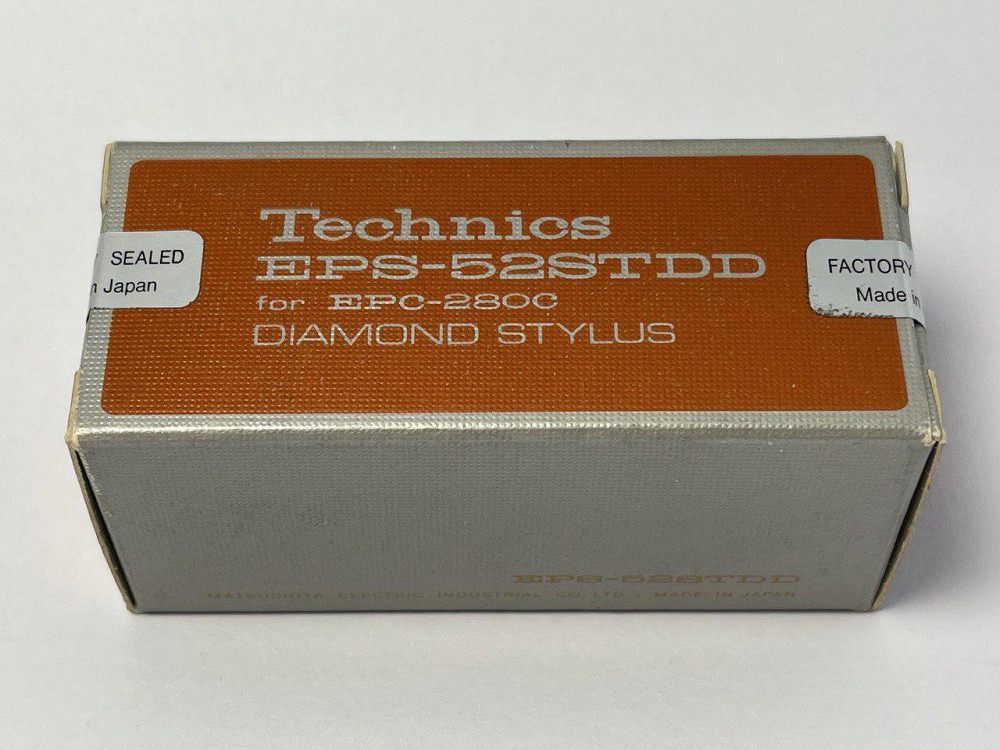 Technics
EPS-52STDD
for EPC-280C
DIAMOND STYLUS
SEALED
n Japan
FACTORY
Made in
EPS-52STDD
MATSUSHITA ELECTRIC INDUSTRIAL CO., LTD. MADE IN JAPAN